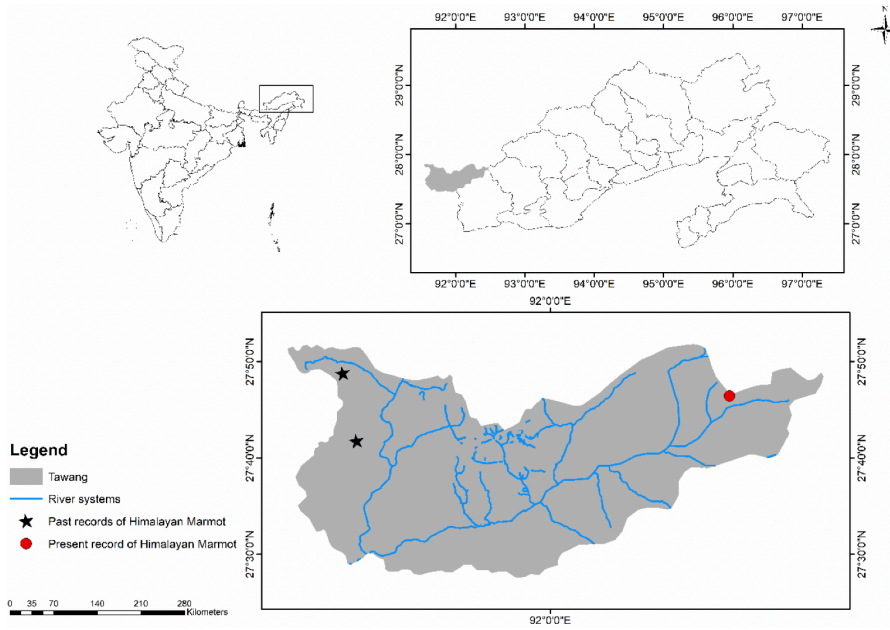 N
92°0'0"E 93°0'0"E 94°0'0"E 95°0'0"E 96°0'0"E 97°0'0"E
29°0'0"N
29°0'0"N
28°0'0"N
28°0'0"N
27°0'0"N
27°0'0"N
92°0'0"E 93°0'0"E 94°0'0"E 95°0'0"E 96°0'0"E 97°0'0"E
92°0'0"E
27°50'0"N
27°50'0"N
27°40'0"N
27°40'0"N
27°30'0"N
27°30'0"N
92°0'0"E
Legend
Tawang
River systems
Past records of Himalayan Marmot
Present record of Himalayan Marmot
0 35 70 140 210 280
Kilometers